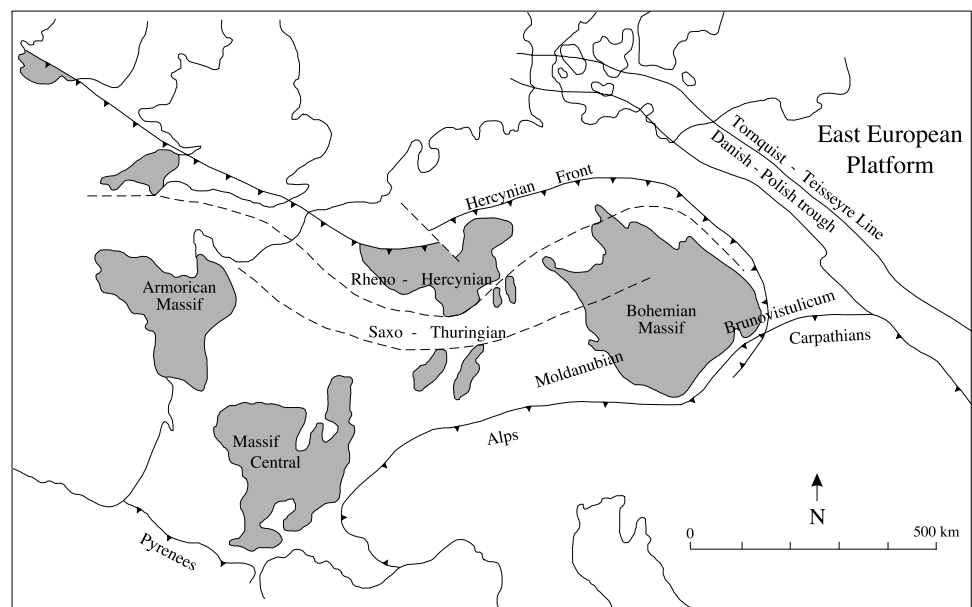 East European
Platform
Tornquist - Teisseyre Line
Danish - Polish trough
Hercynian Front
Rheno - Hercynian
Armorican
Massif
Saxo - Thuringian
Bohemian
Massif
Brunovistulicum
Carpathians
Moldanubian
Alps
Massif
Central
Pyrenees
N
0
500 km